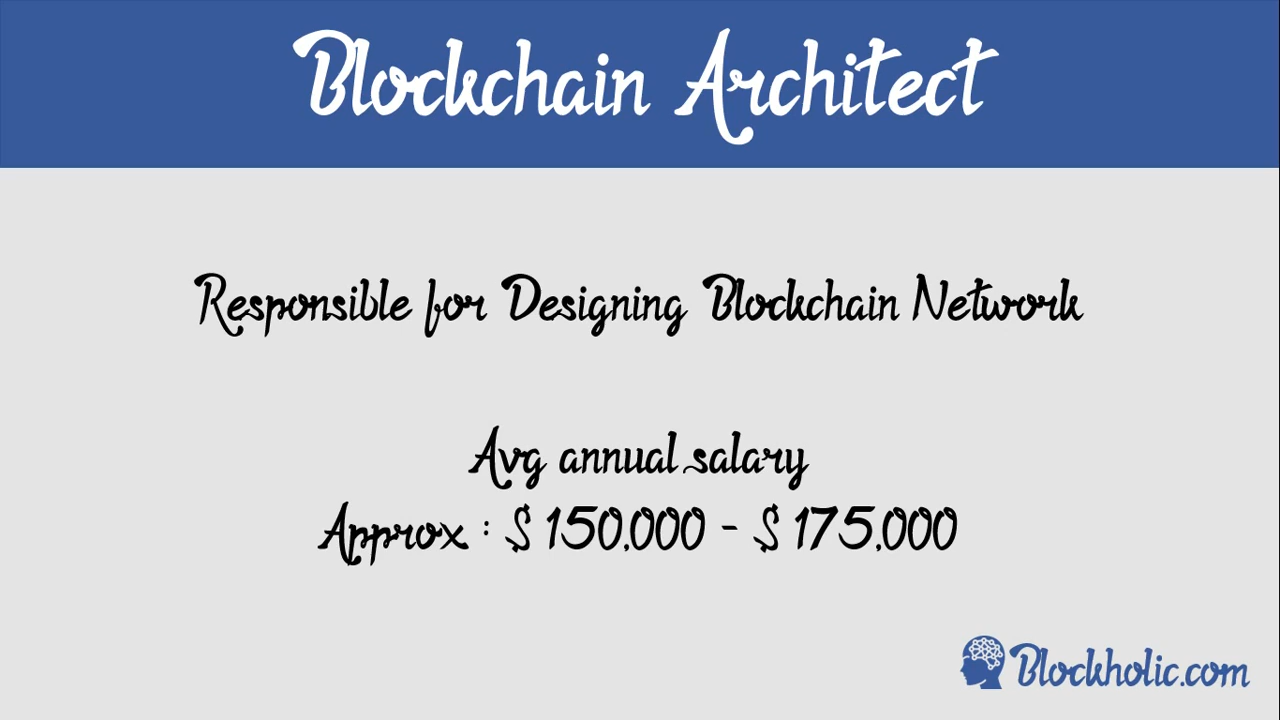 Blockchain Architect
Responsible for Designing Blockchain Network
Avg annual salary
Approx : $ 150,000 - $ 175,000
Blockholic.com